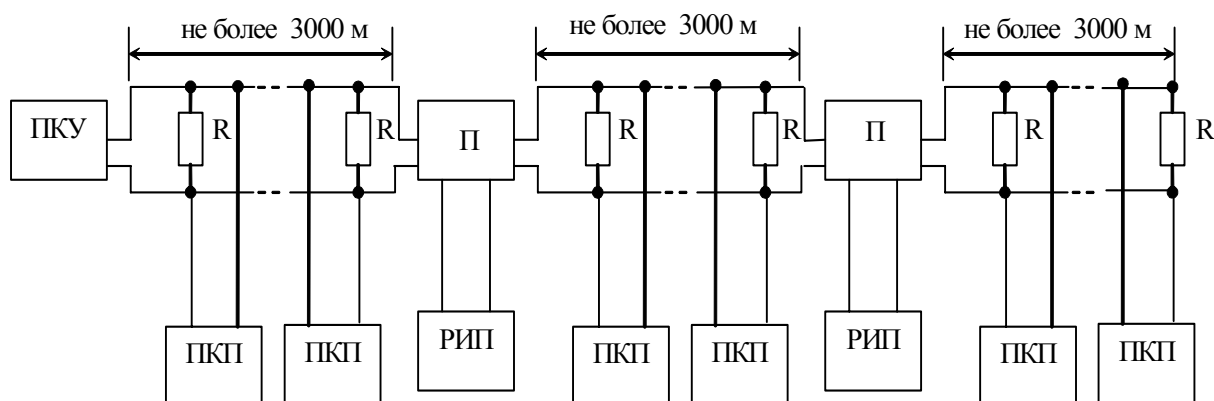 не более 3000 м
не более 3000 м
не более 3000 м
ПКУ
R
R
П
R
R
П
R
R
ПКП
ПКП
РИП
ПКП
ПКП
РИП
ПКП
ПКП